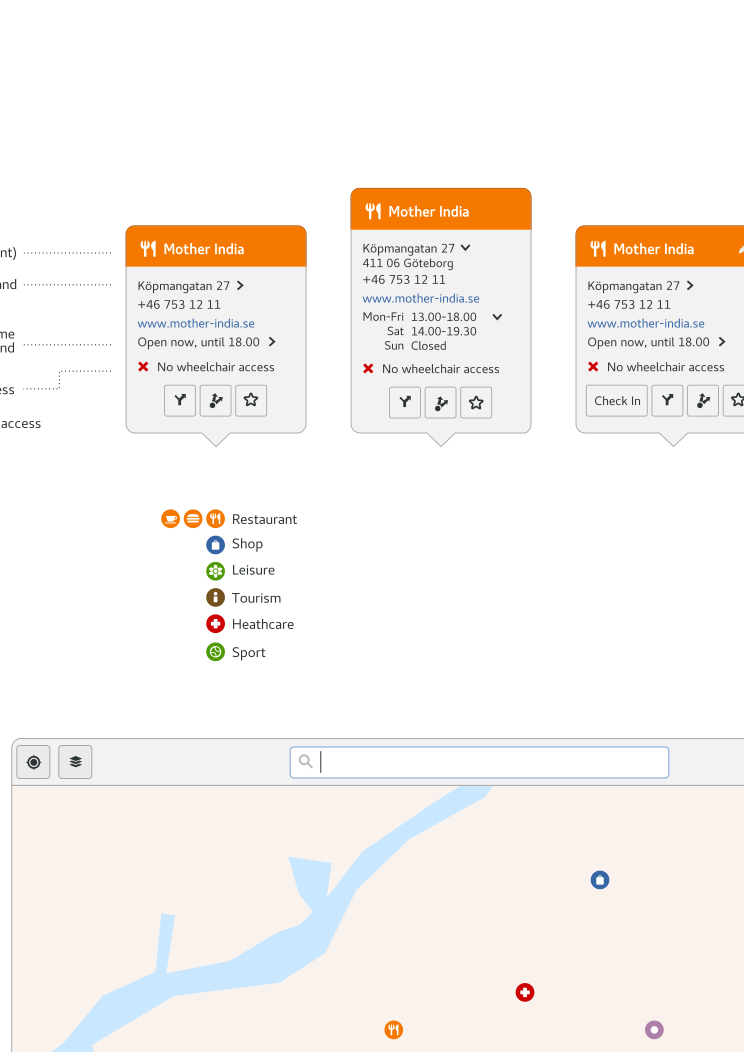 nt)
and
me
nd
ess
access
Mother India
Köpmangatan 27
+46 753 12 11
www.mother-india.se
Open now, until 18.00
No wheelchair access
Mother India
Köpmangatan 27
411 06 Göteborg
+46 753 12 11
www.mother-india.se
Mon-Fri 13.00-18.00
Sat 14.00-19.30
Sun Closed
No wheelchair access
Mother India
Köpmangatan 27
+46 753 12 11
www.mother-india.se
Open now, until 18.00
No wheelchair access
Check In
Restaurant
Shop
Leisure
Tourism
Heathcare
Sport